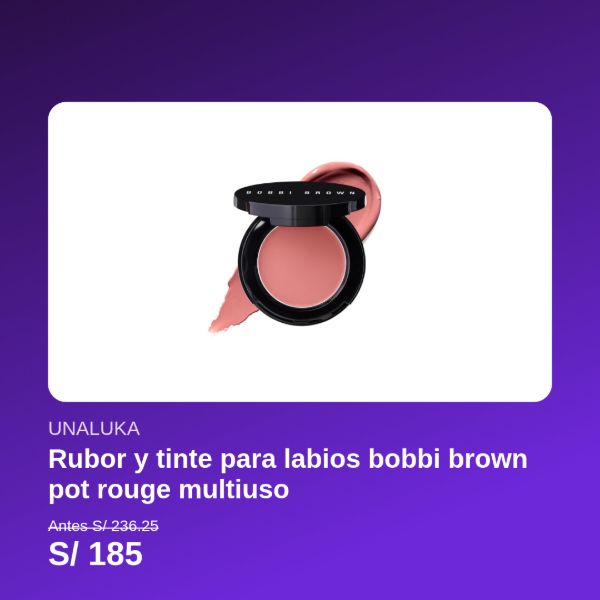 BOBBI BROWN
UNALUKA
Rubor y tinte para labios bobbi brown
pot rouge multiuso
Antes S/ 236.25
S/ 185